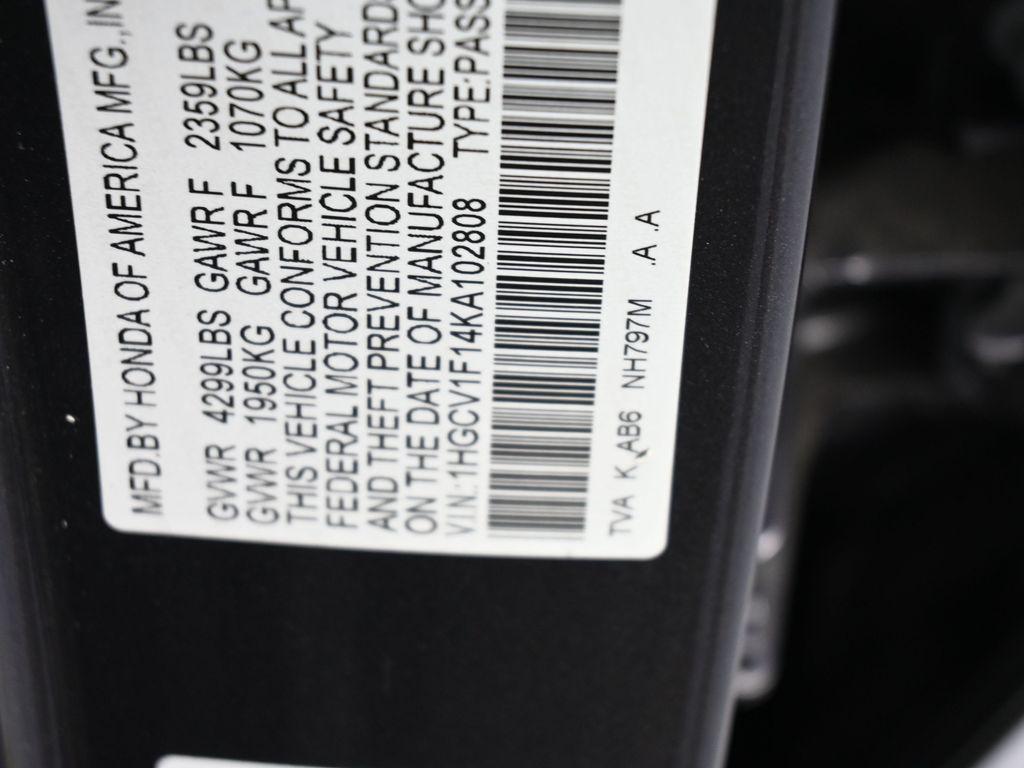 MFD.BY HONDA OF AMERICA MFG.,IN
GVWR 4299LBS GAWR F 2359LBS
GVWR 1950KG GAWR F 1070KG
THIS VEHICLE CONFORMS TO ALL AP
FEDERAL MOTOR VEHICLE SAFETY
AND THEFT PREVENTION STANDARDS
ON THE DATE OF MANUFACTURE SHO
V.I.N.:1HGCV1F14KA102808 TYPE:PASS
TVA K AB6 NH797M .A .A